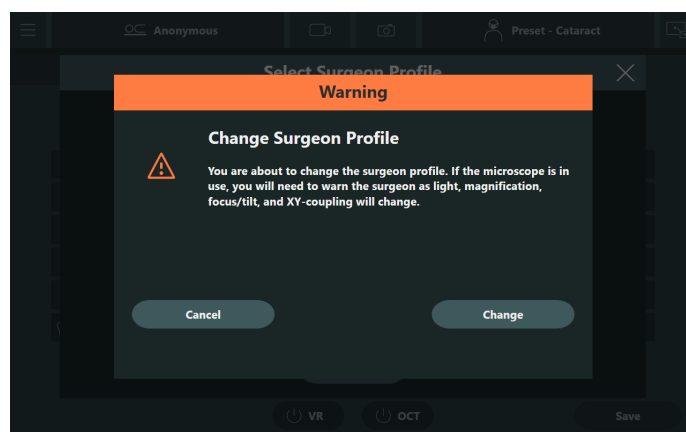 Anonymous
Preset - Cataract
Select Surgeon Profile
Warning
Change Surgeon Profile
You are about to change the surgeon profile. If the microscope is in
use, you will need to warn the surgeon as light, magnification,
focus/tilt, and XY-coupling will change.
Cancel
Change
VR
OCT
Save